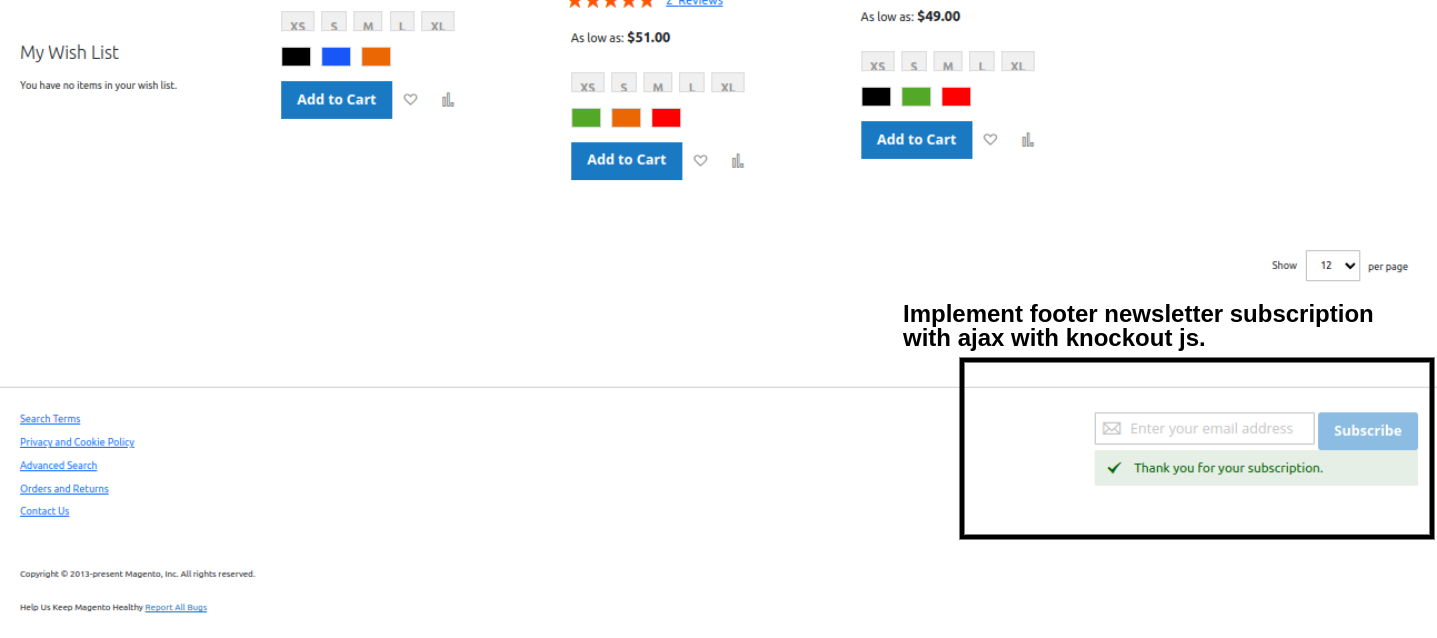 My Wish List
You have no items in your wish list.
XS S M L XL
Add to Cart
2 Reviews
As low as: $51.00
XS S M L XL
Add to Cart
As low as: $49.00
XS S M L XL
Add to Cart
Show 12 per page
Implement footer newsletter subscription
with ajax with knockout js.
Search Terms
Privacy and Cookie Policy
Advanced Search
Orders and Returns
Contact Us
Enter your email address
Subscribe
Thank you for your subscription.
Copyright © 2013-present Magento, Inc. All rights reserved.
Help Us Keep Magento Healthy Report All Bugs